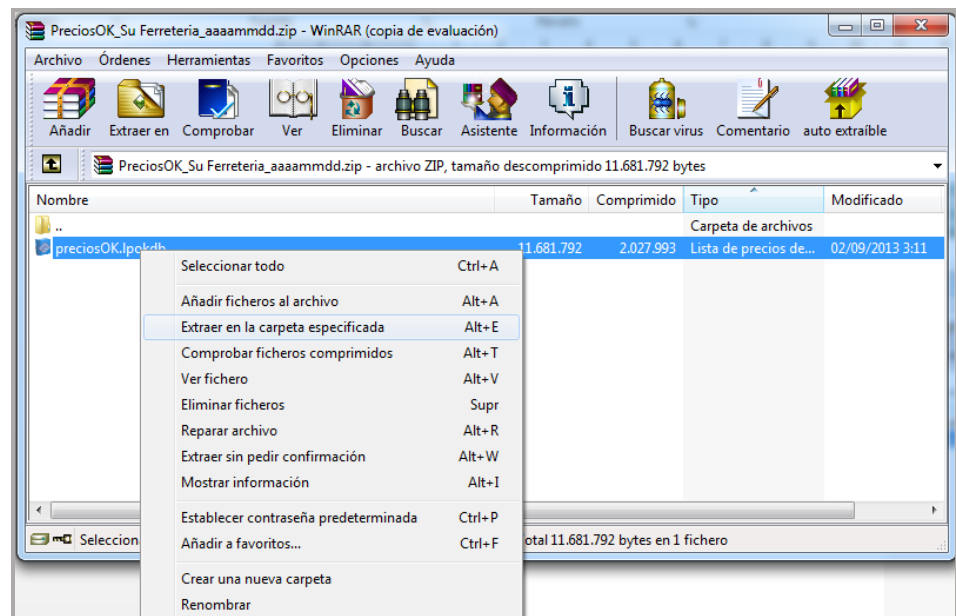 PreciosOK_Su Ferreteria_aaaammdd.zip - WinRAR (copia de evaluación)
Archivo Órdenes Herramientas Favoritos Opciones Ayuda
Añadir Extraer en Comprobar Ver Eliminar Buscar Asistente Información Buscar virus Comentario auto extraíble
PreciosOK_Su Ferreteria_aaaammdd.zip - archivo ZIP, tamaño descomprimido 11.681.792 bytes
Nombre Tamaño Comprimido Tipo Modificado
.. Carpeta de archivos
preciosOK.lpokdb 11.681.792 2.027.993 Lista de precios de... 02/09/2013 3:11
Seleccionar todo Ctrl+A
Añadir ficheros al archivo Alt+A
Extraer en la carpeta especificada Alt+E
Comprobar ficheros comprimidos Alt+T
Ver fichero Alt+V
Eliminar ficheros Supr
Reparar archivo Alt+R
Extraer sin pedir confirmación Alt+W
Mostrar información Alt+I
Establecer contraseña predeterminada Ctrl+P
Seleccion otal 11.681.792 bytes en 1 fichero
Añadir a favoritos... Ctrl+F
Crear una nueva carpeta
Renombrar